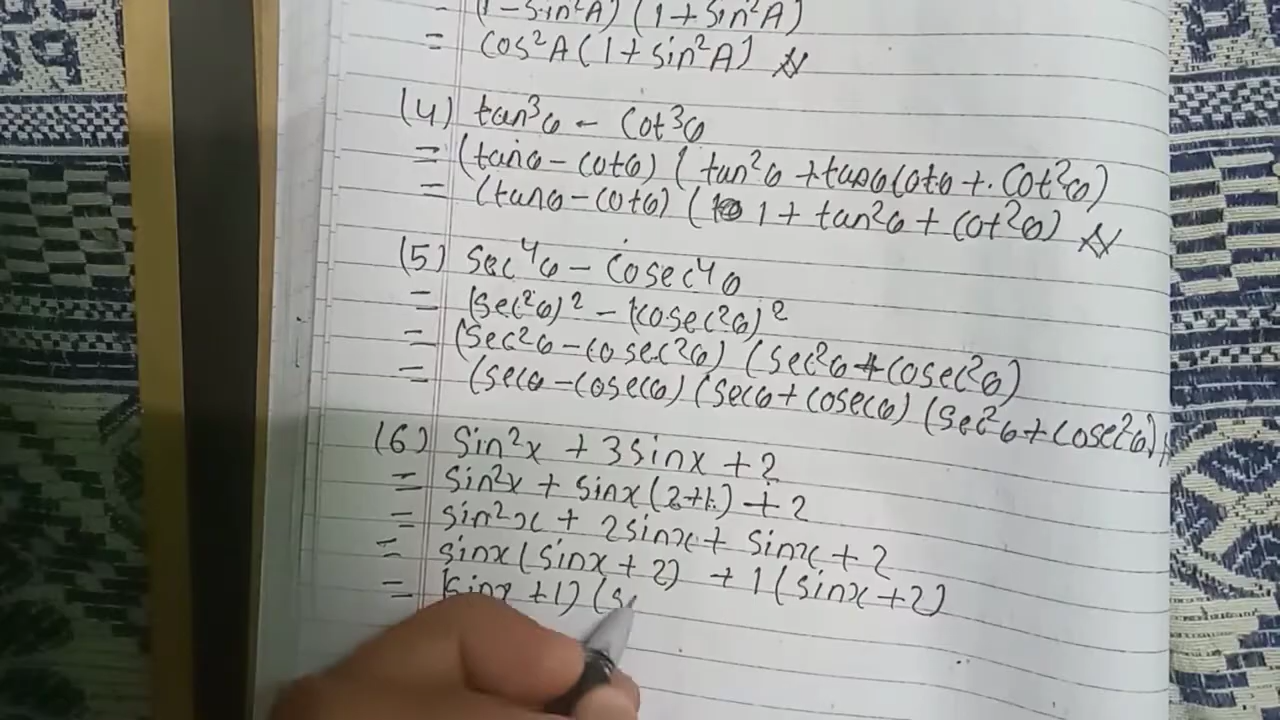 = (1 - sin²A) (1 + sin²A)
= cos²A (1 + sin²A)
(4) tan³θ - cot³θ
= (tanθ - cotθ) (tan²θ + tanθ cotθ + cot²θ)
= (tanθ - cotθ) (1 + tan²θ + cot²θ)
(5) sec⁴θ - cosec⁴θ
= (sec²θ)² - (cosec²θ)²
= (sec²θ - cosec²θ) (sec²θ + cosec²θ)
= (secθ - cosecθ) (secθ + cosecθ) (sec²θ + cosec²θ)
(6) sin²x + 3sinx + 2
= sin²x + sinx (2+1) + 2
= sin²x + 2sinx + sinx + 2
= sinx (sinx + 2) + 1 (sinx + 2)
= (sinx + 1) (s